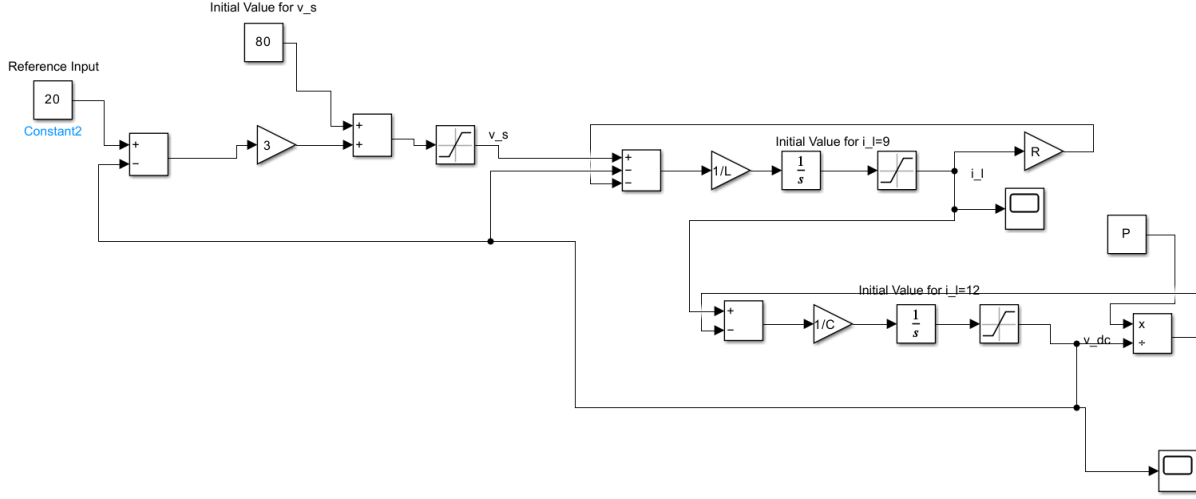 Initial Value for v_s
80
Reference Input
20
Constant2
+
−
3
+
+
v_s
+
−
−
1/L
Initial Value for i_l=9
1
s
R
i_l
P
Initial Value for i_l=12
+
−
1/C
1
s
v_dc
x
÷